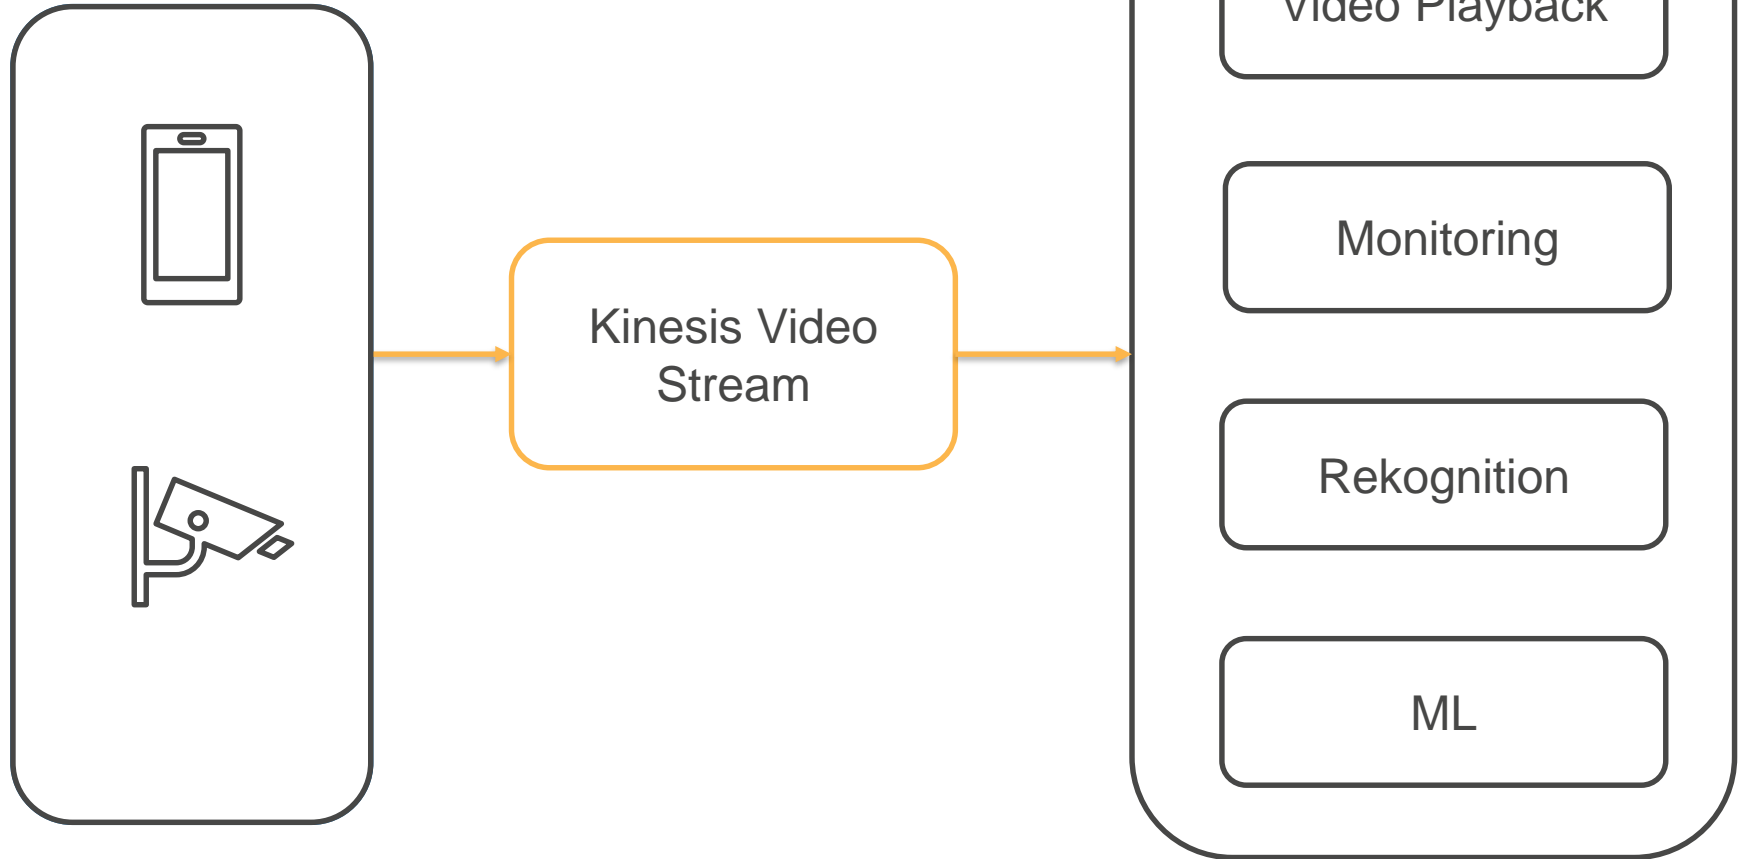 Video Playback
Monitoring
Kinesis Video
Stream
Rekognition
ML